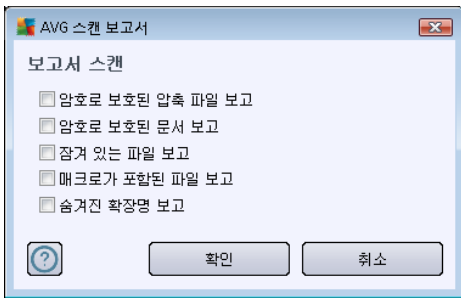 AVG 스캔 보고서
보고서 스캔
암호로 보호된 압축 파일 보고
암호로 보호된 문서 보고
잠겨 있는 파일 보고
매크로가 포함된 파일 보고
숨겨진 확장명 보고
확인
취소